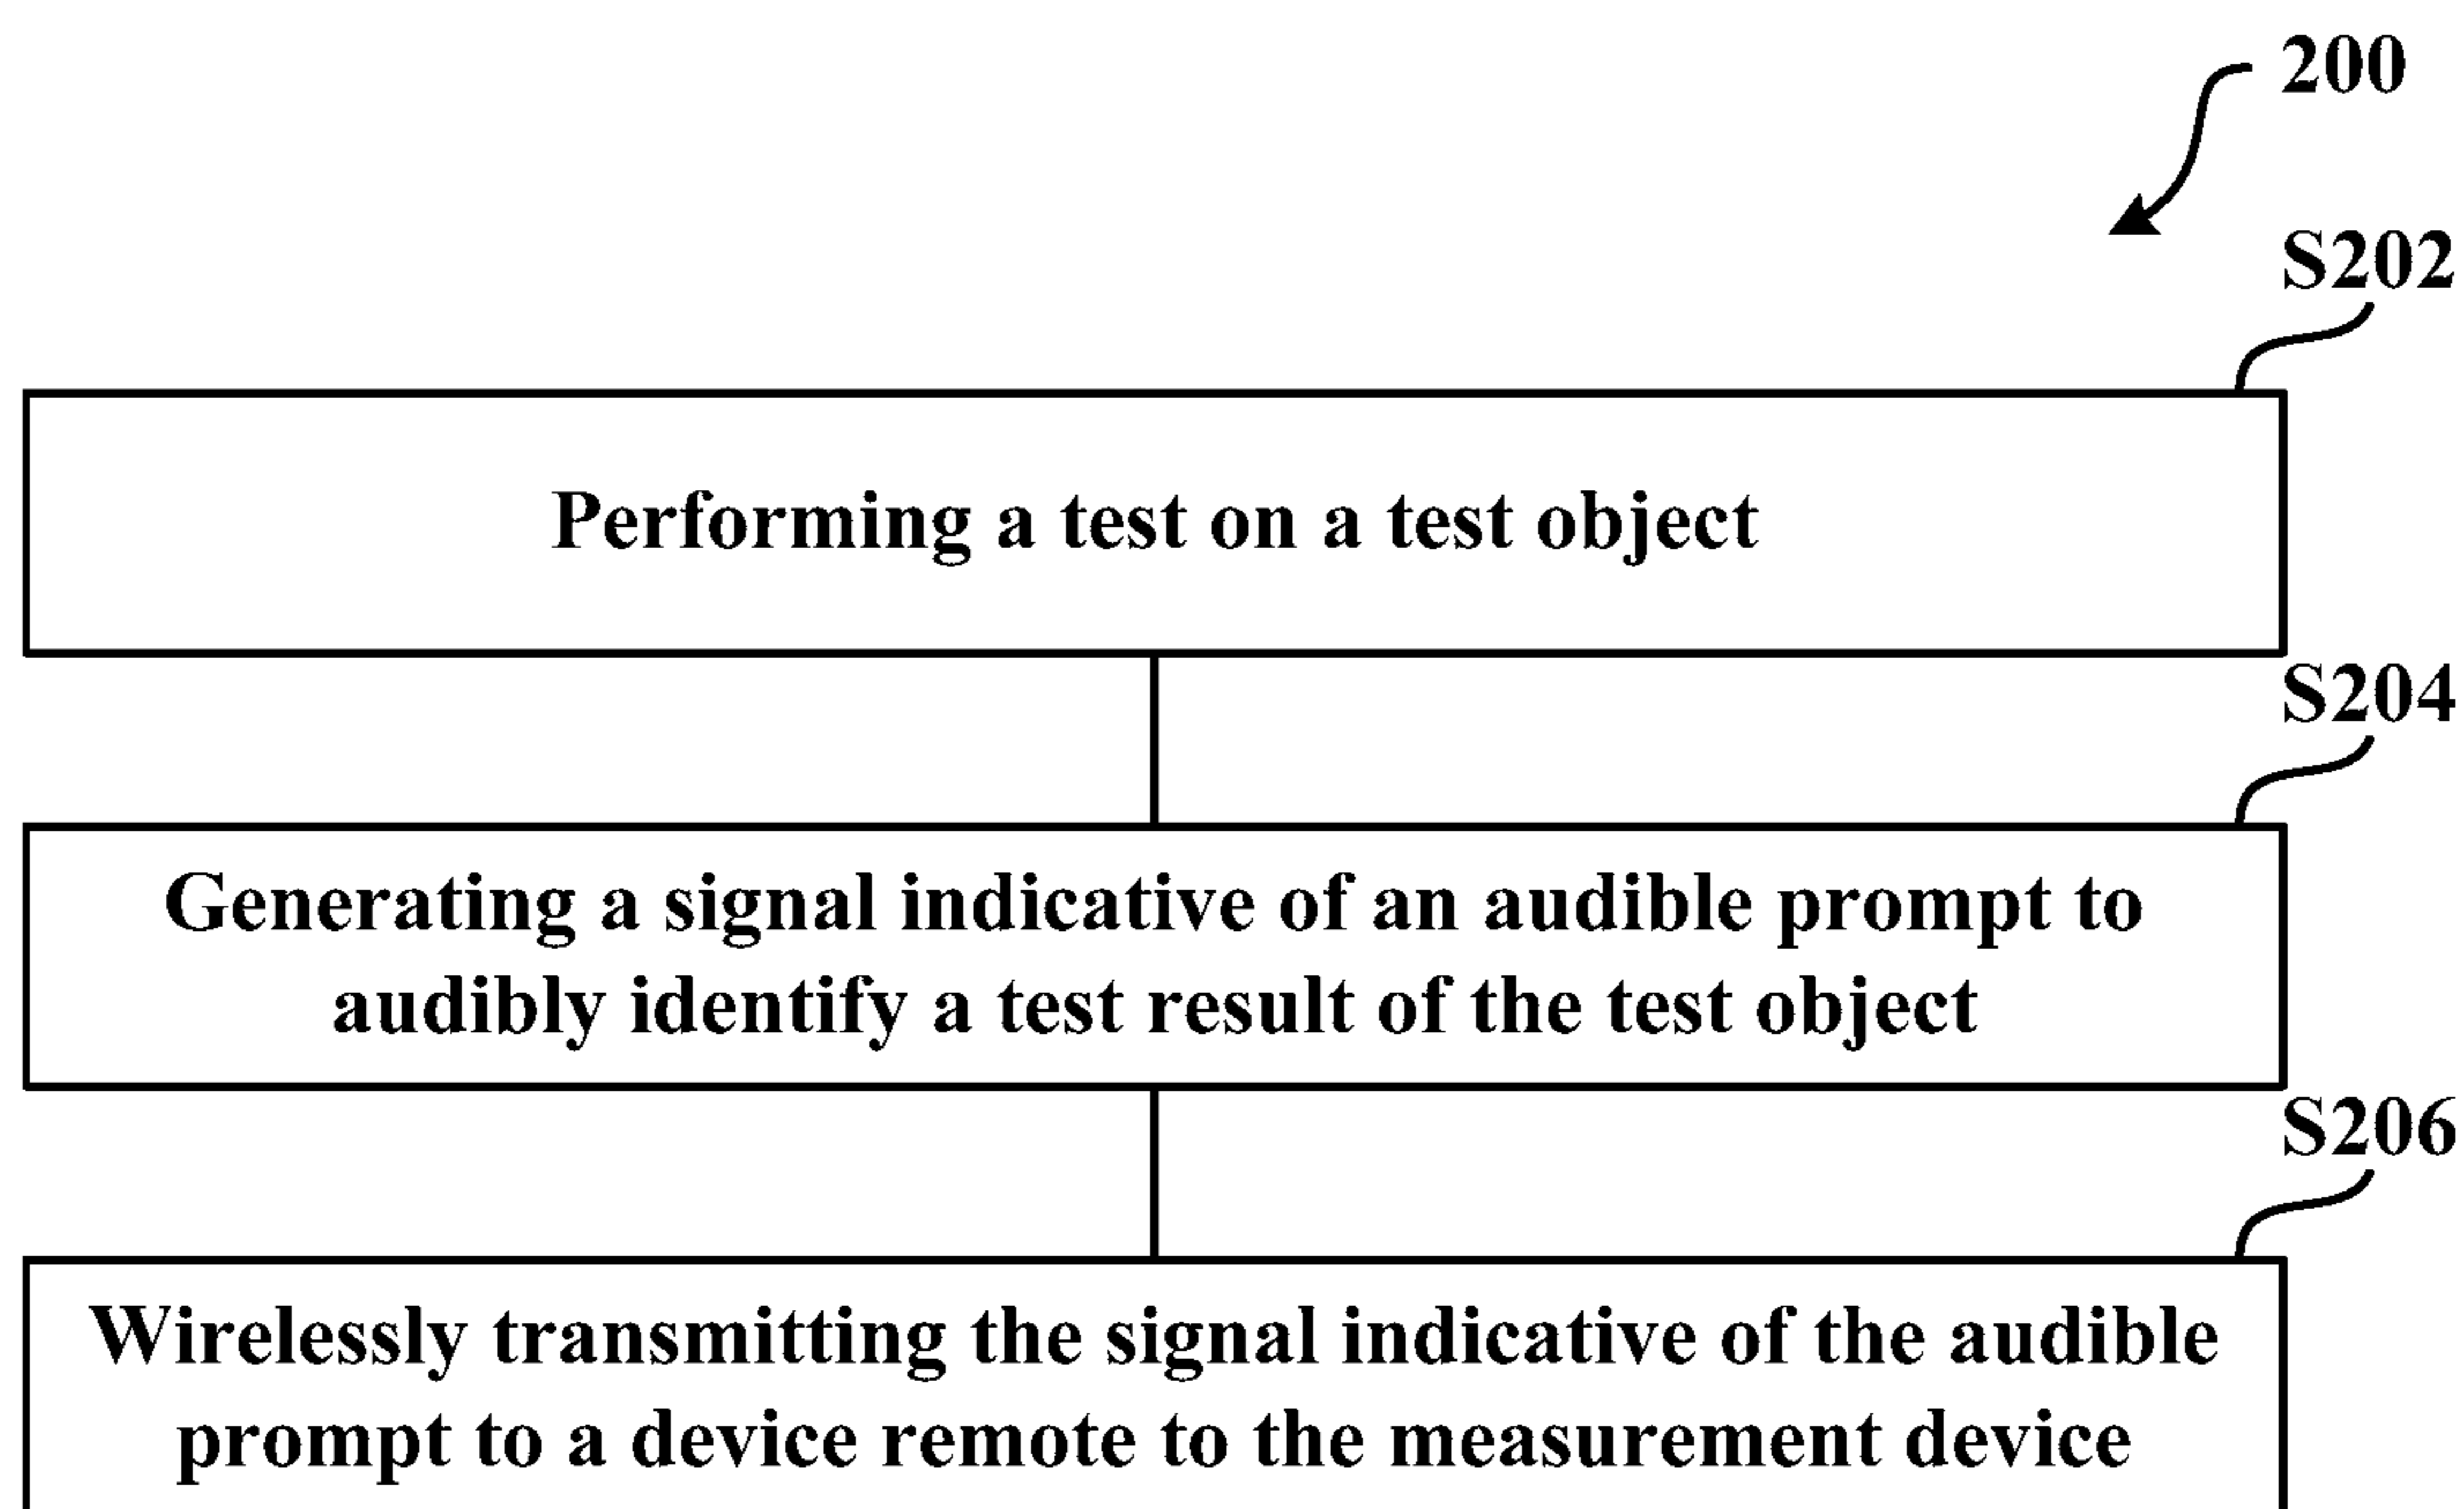 200
S202
Performing a test on a test object
S204
Generating a signal indicative of an audible prompt to
audibly identify a test result of the test object
S206
Wirelessly transmitting the signal indicative of the audible
prompt to a device remote to the measurement device